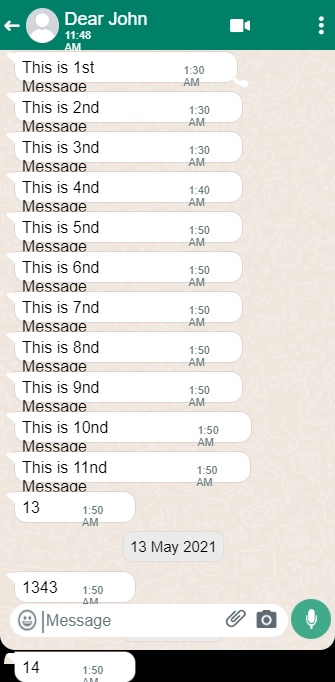 Dear John
11:48
AM
This is 1st 1:30
Message AM
This is 2nd 1:30
Message AM
This is 3nd 1:30
Message AM
This is 4nd 1:40
Message AM
This is 5nd 1:50
Message AM
This is 6nd 1:50
Message AM
This is 7nd 1:50
Message AM
This is 8nd 1:50
Message AM
This is 9nd 1:50
Message AM
This is 10nd 1:50
Message AM
This is 11nd 1:50
Message AM
13 1:50
AM
13 May 2021
1343 1:50
AM
Message
14 1:50
AM